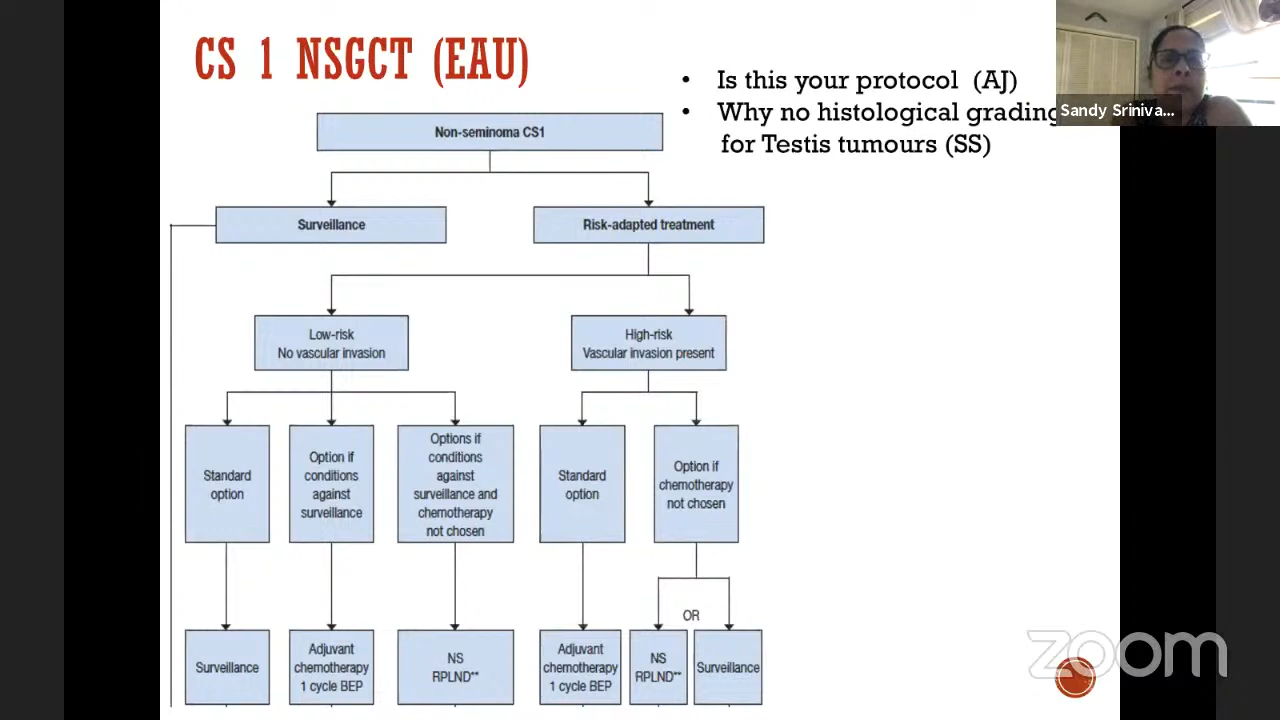 CS 1 NSGCT (EAU)
• Is this your protocol (AJ)
• Why no histological grading
for Testis tumours (SS)
Sandy Sriniva...
Non-seminoma CS1
Surveillance
Risk-adapted treatment
Low-risk
No vascular invasion
High-risk
Vascular invasion present
Standard
option
Option if
conditions
against
surveillance
Options if
conditions
against
surveillance and
chemotherapy
not chosen
Standard
option
Option if
chemotherapy
not chosen
OR
Surveillance
Adjuvant
chemotherapy
1 cycle BEP
NS
RPLND**
Adjuvant
chemotherapy
1 cycle BEP
NS
RPLND**
Surveillance
zoom